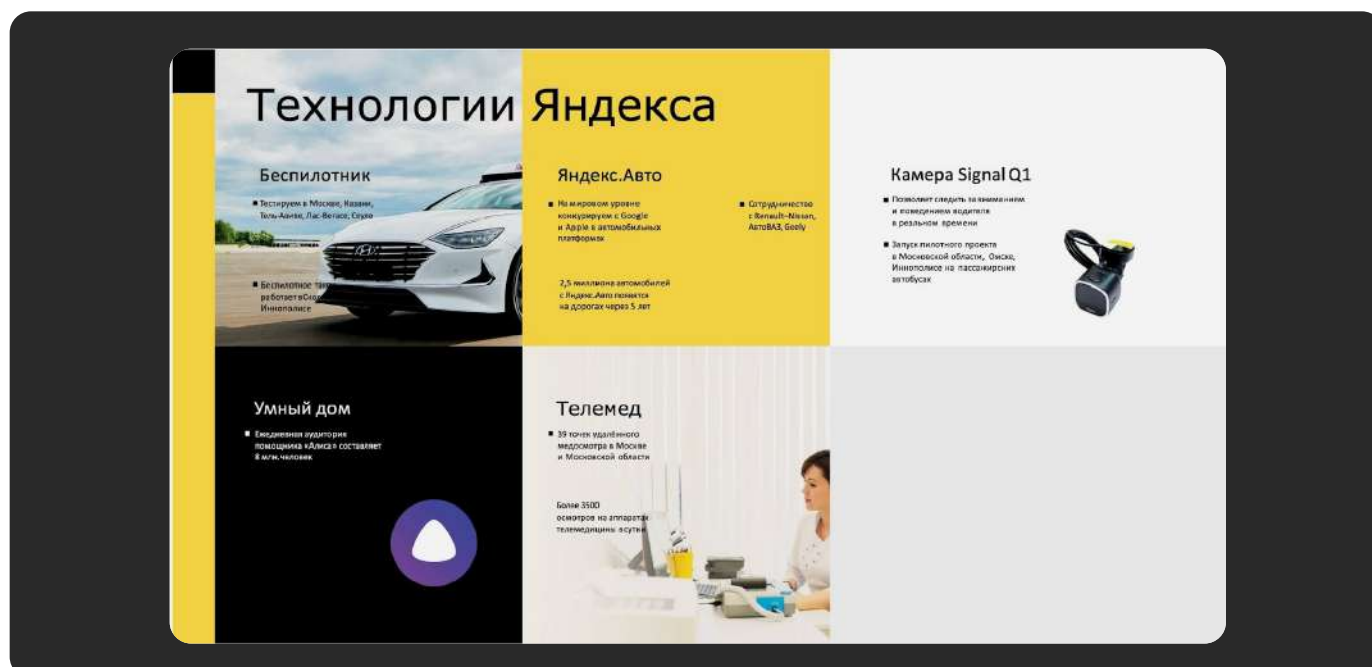 Технологии Яндекса
Беспилотник
Тестируем в Москве, Казани,
Тель-Авиве, Лас-Вегасе, Сеуле
Беспилотное
работает в
Иннополисе
Яндекс.Авто
На мировом уровне
конкурируем с Google
и Apple в автомобильных
платформах
Сотрудничество
с Renault–Nissan,
АвтоВАЗ, Geely
2,5 миллиона автомобилей
с Яндекс.Авто появится
на дорогах через 5 лет
Камера Signal Q1
Позволяет следить за вниманием
и поведением водителя
в реальном времени
Запуск пилотного проекта
в Московской области, Омске,
Иннополисе на пассажирских
автобусах
Умный дом
Ежедневная аудитория
помощника «Алиса» составляет
8 млн.человек
Телемед
39 точек удалённого
медосмотра в Москве
и Московской области
Более 3500
осмотров на аппаратах
телемедицины в сутки